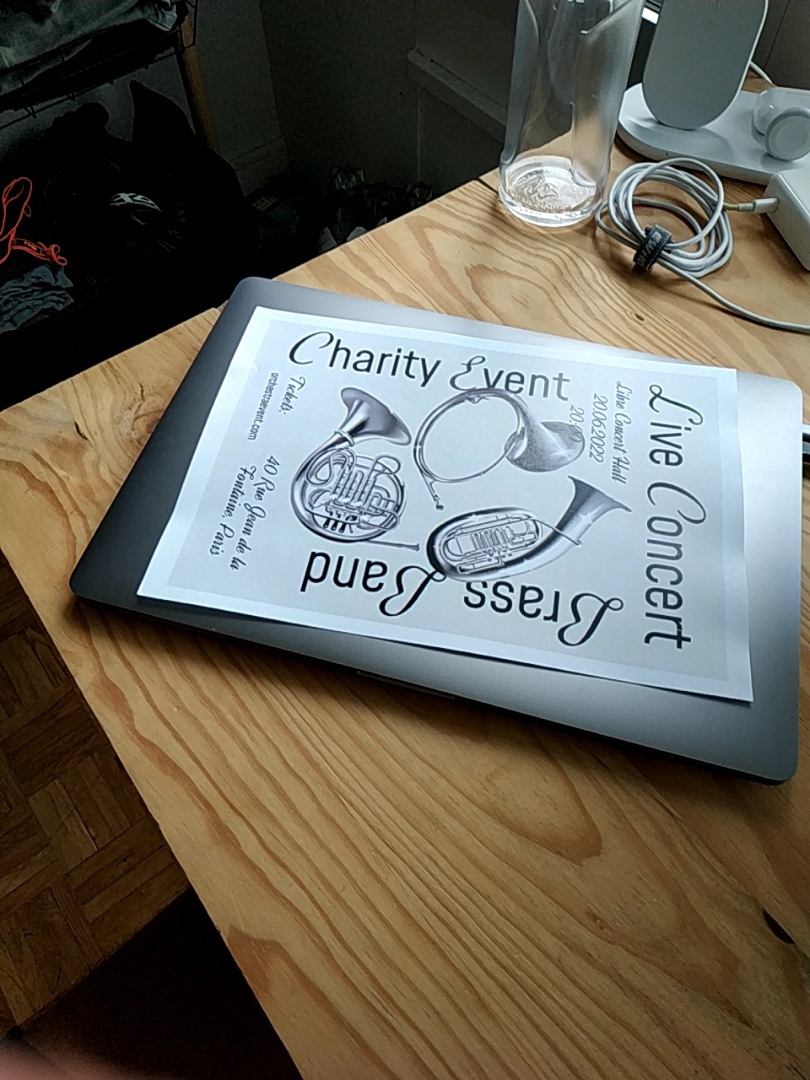 Live Concert
L'ine Concert Hall
20.06.2022
Charity Event
Brass Band
Tickets:
orchestraevent.com
40 Rue Jean de la
Fontaine, Paris